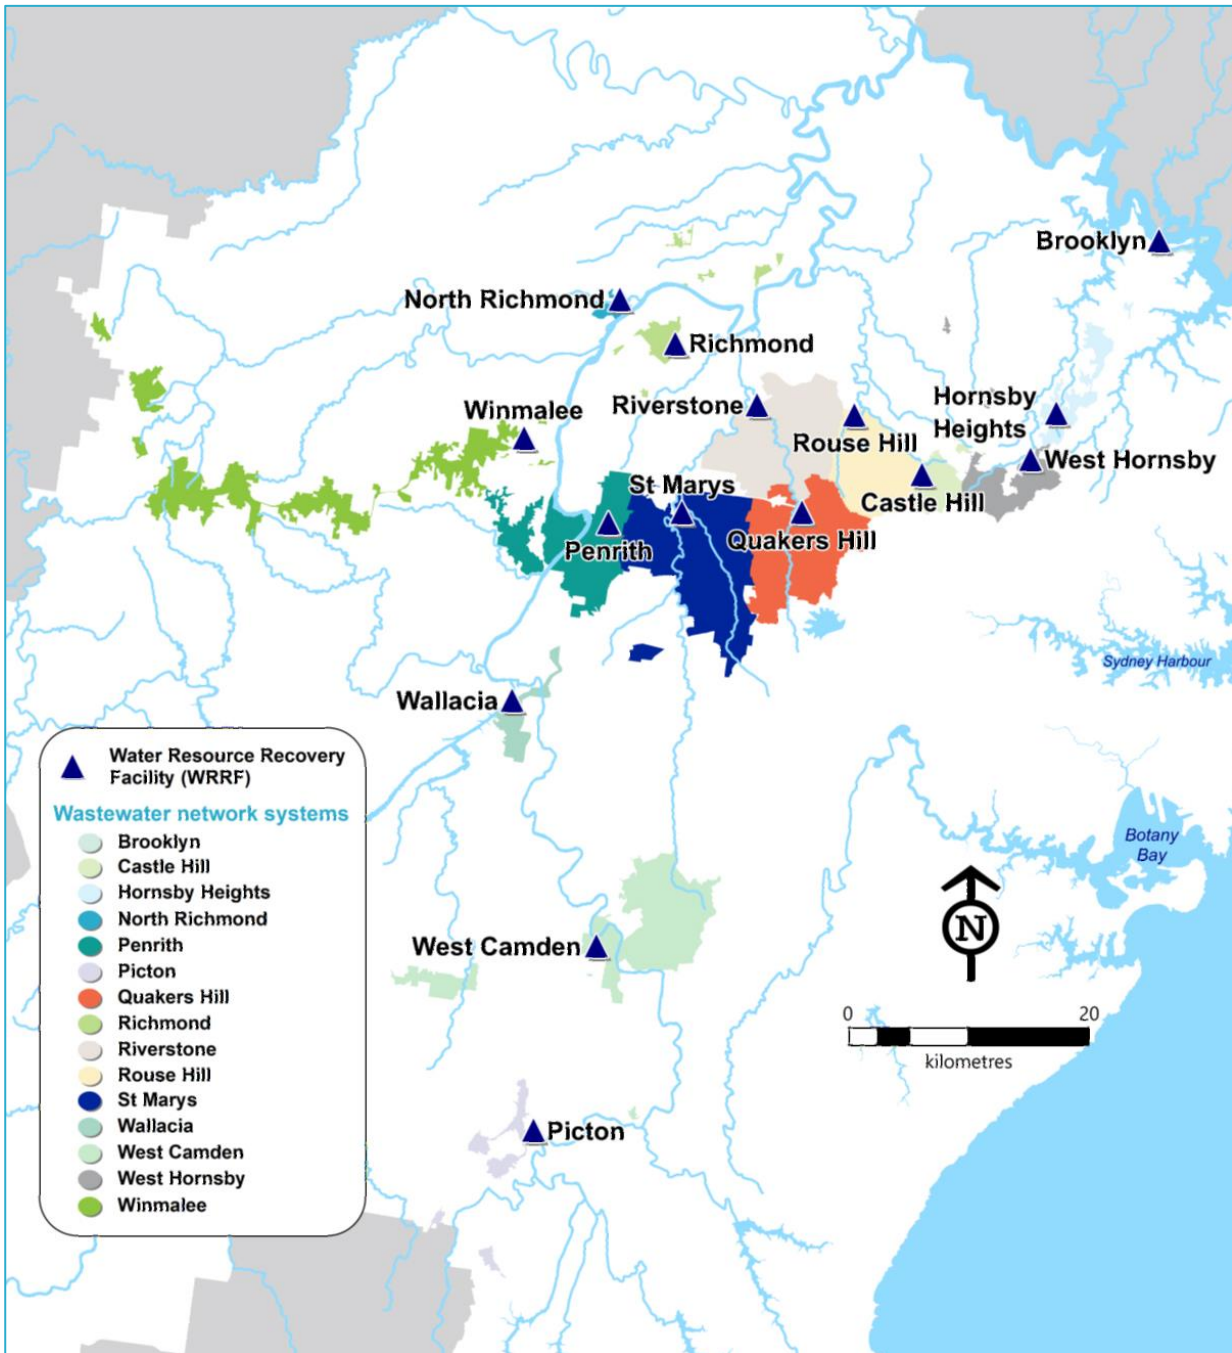 Brooklyn
North Richmond
Richmond
Riverstone
Hornsby
Heights
Winmalee
Rouse Hill
West Hornsby
St Marys
Castle Hill
Quakers Hill
Penrith
Sydney Harbour
Wallacia
Water Resource Recovery
Facility (WRRF)
Wastewater network systems
Brooklyn
Castle Hill
Hornsby Heights
North Richmond
Penrith
Picton
Quakers Hill
Richmond
Riverstone
Rouse Hill
St Marys
Wallacia
West Camden
West Hornsby
Winmalee
Botany
Bay
West Camden
N
0 20
kilometres
Picton